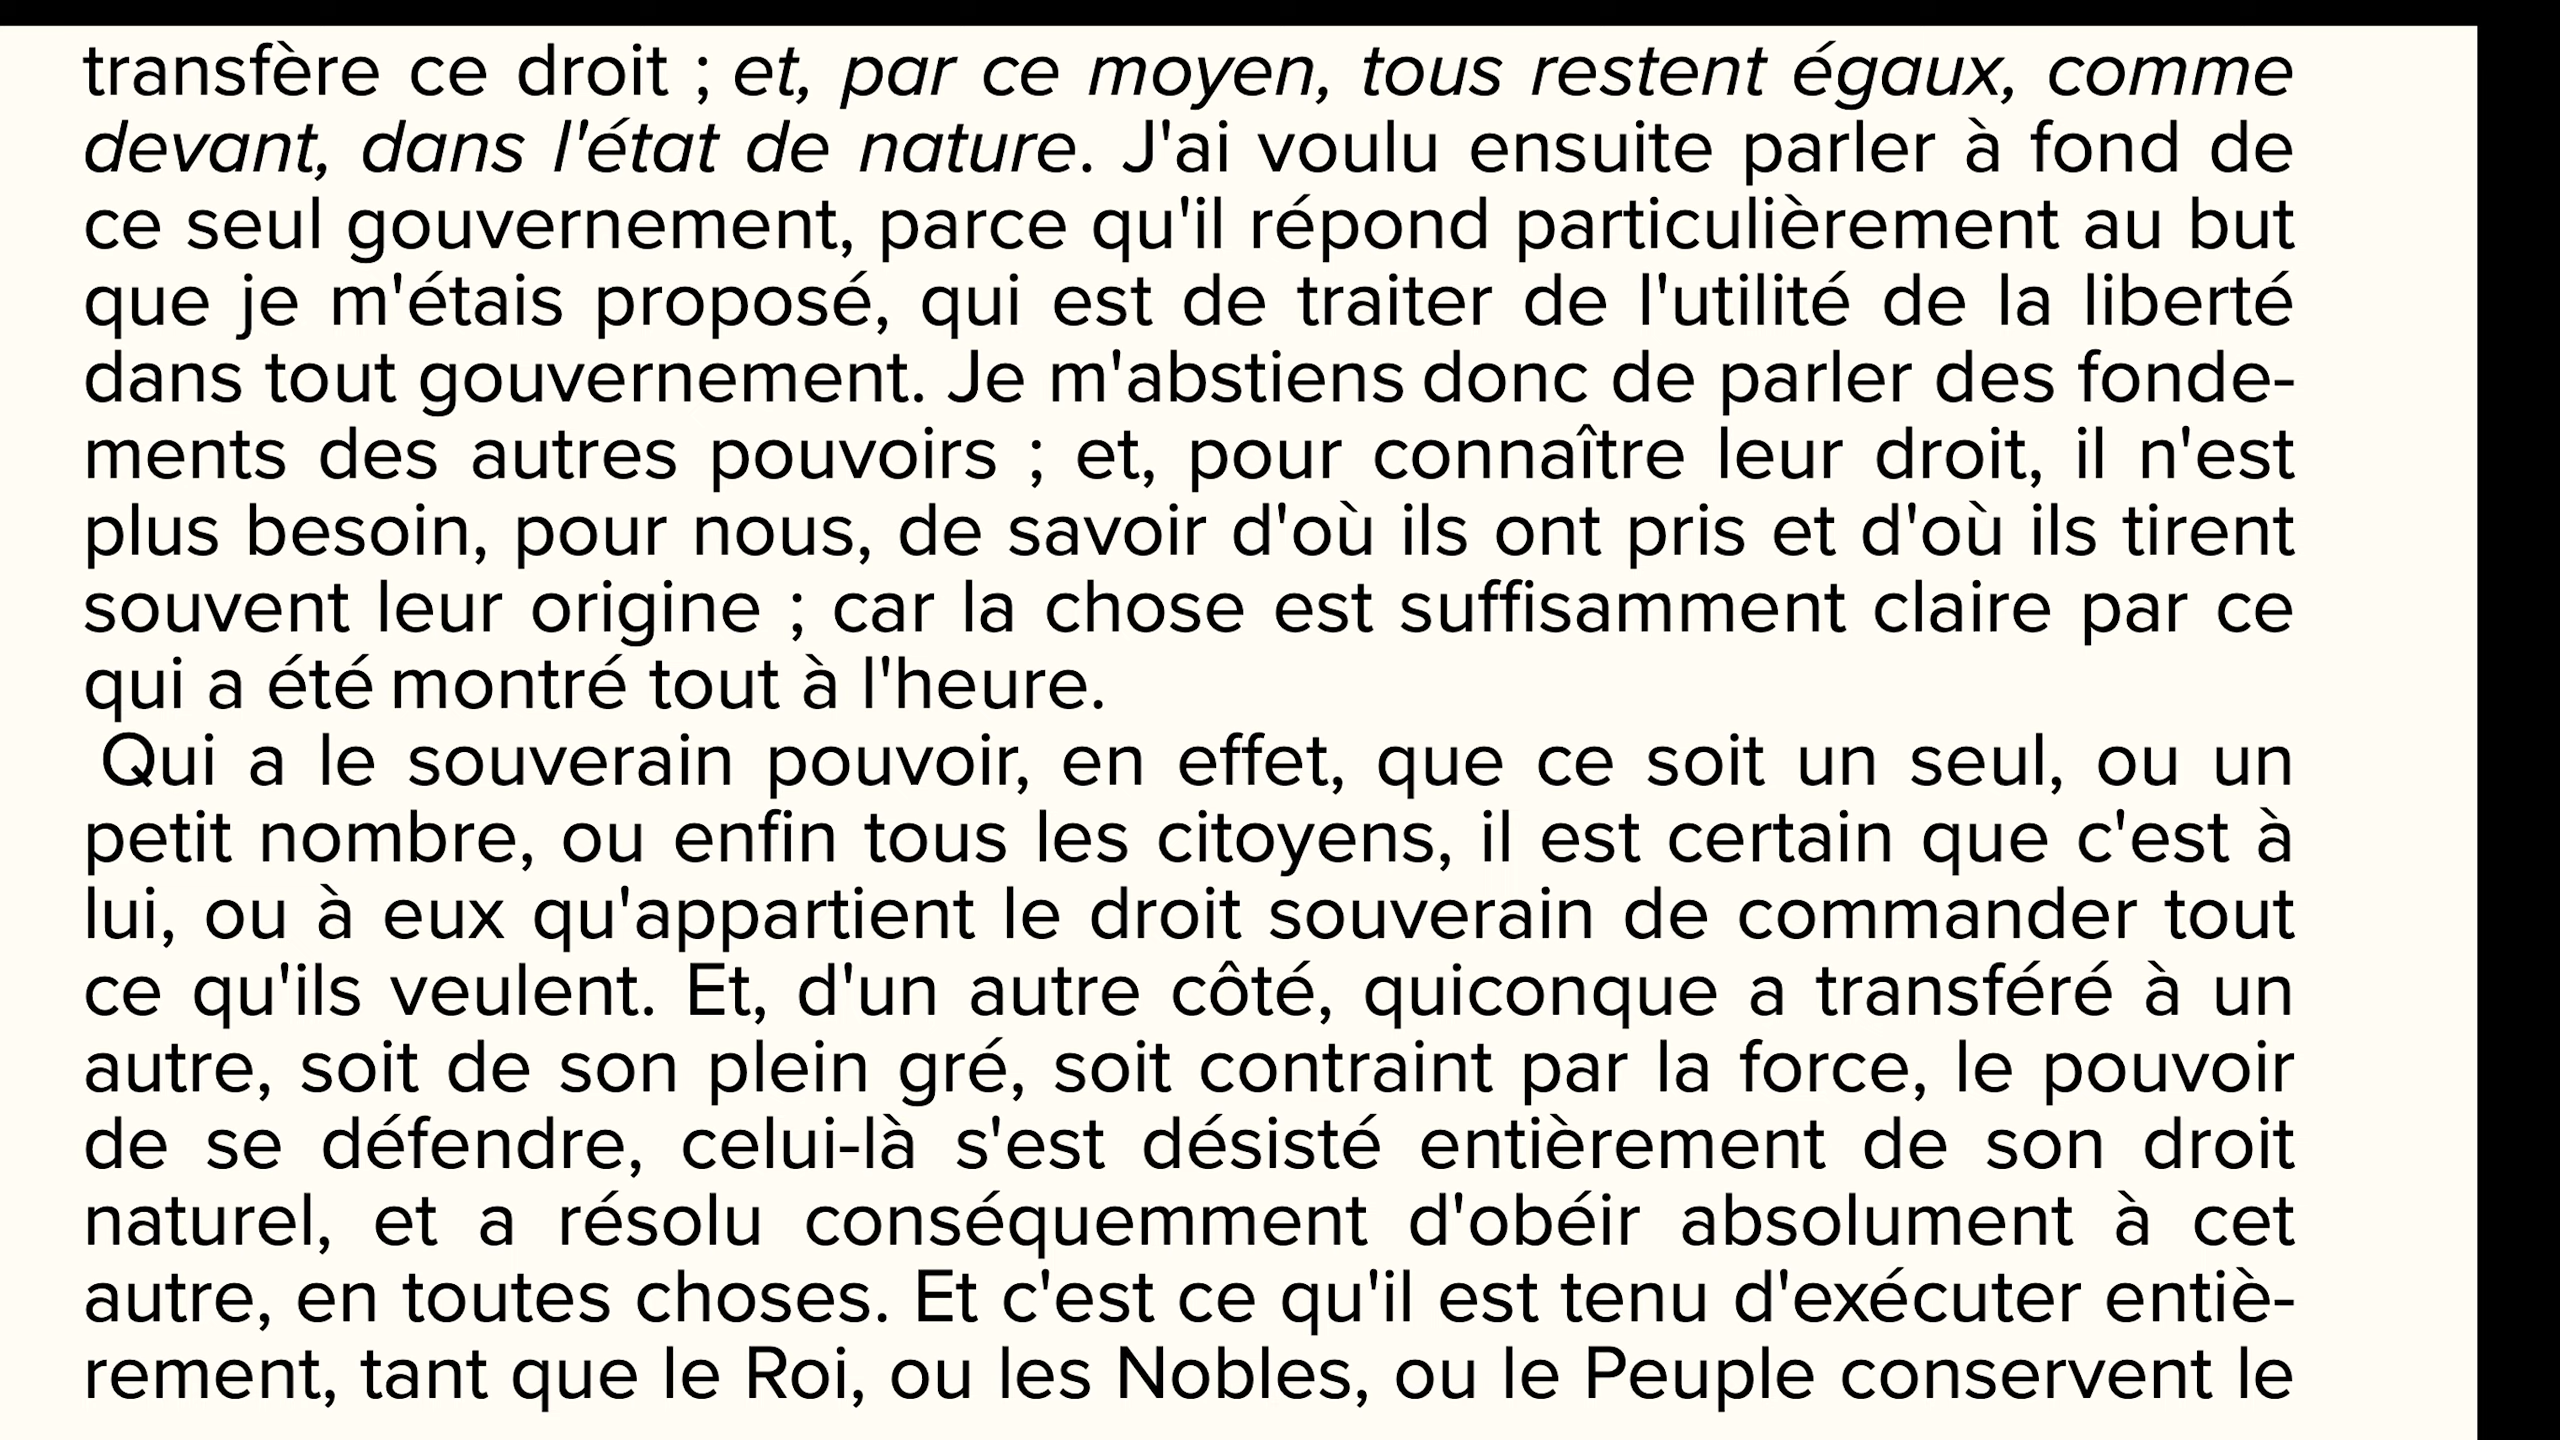 transfère ce droit ; et, par ce moyen, tous restent égaux, comme
devant, dans l'état de nature. J'ai voulu ensuite parler à fond de
ce seul gouvernement, parce qu'il répond particulièrement au but
que je m'étais proposé, qui est de traiter de l'utilité de la liberté
dans tout gouvernement. Je m'abstiens donc de parler des fonde-
ments des autres pouvoirs ; et, pour connaître leur droit, il n'est
plus besoin, pour nous, de savoir d'où ils ont pris et d'où ils tirent
souvent leur origine ; car la chose est suffisamment claire par ce
qui a été montré tout à l'heure.
Qui a le souverain pouvoir, en effet, que ce soit un seul, ou un
petit nombre, ou enfin tous les citoyens, il est certain que c'est à
lui, ou à eux qu'appartient le droit souverain de commander tout
ce qu'ils veulent. Et, d'un autre côté, quiconque a transféré à un
autre, soit de son plein gré, soit contraint par la force, le pouvoir
de se défendre, celui-là s'est désisté entièrement de son droit
naturel, et a résolu conséquemment d'obéir absolument à cet
autre, en toutes choses. Et c'est ce qu'il est tenu d'exécuter entiè-
rement, tant que le Roi, ou les Nobles, ou le Peuple conservent le